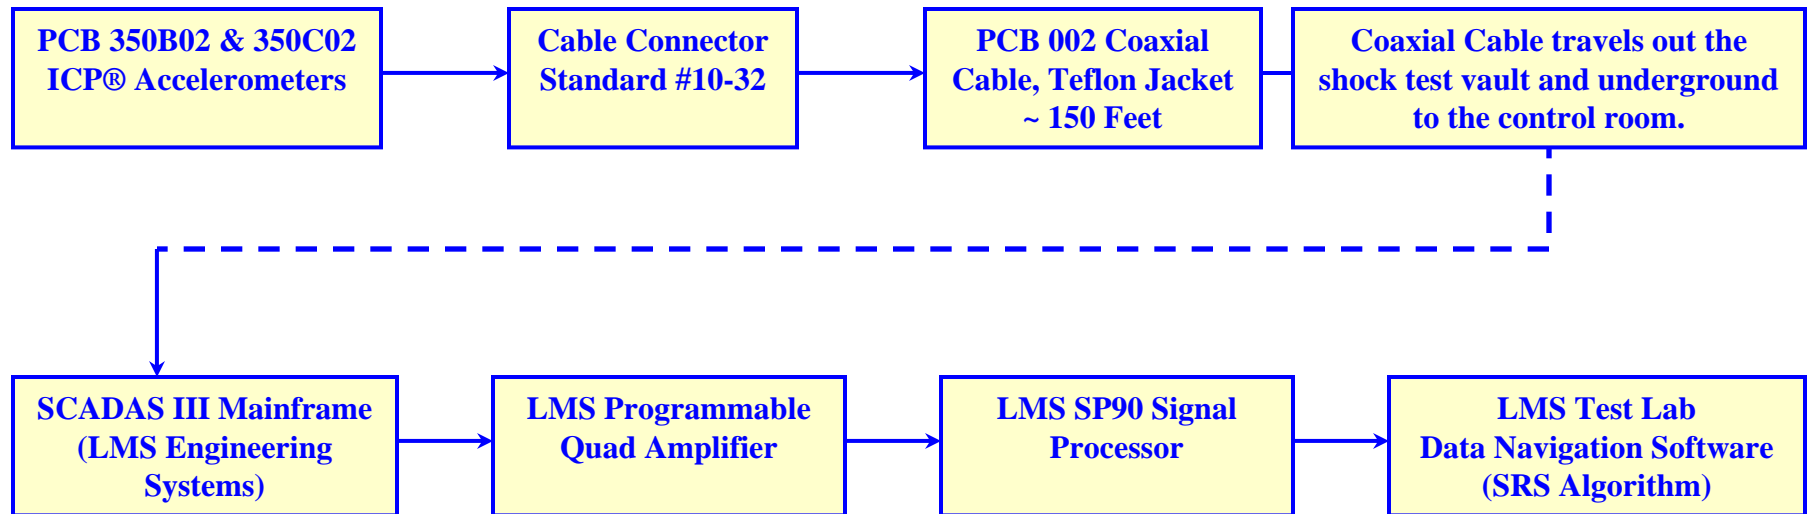 PCB 350B02 & 350C02
ICP® Accelerometers
Cable Connector
Standard #10-32
PCB 002 Coaxial
Cable, Teflon Jacket
~ 150 Feet
Coaxial Cable travels out the
shock test vault and underground
to the control room.
SCADAS III Mainframe
(LMS Engineering
Systems)
LMS Programmable
Quad Amplifier
LMS SP90 Signal
Processor
LMS Test Lab
Data Navigation Software
(SRS Algorithm)